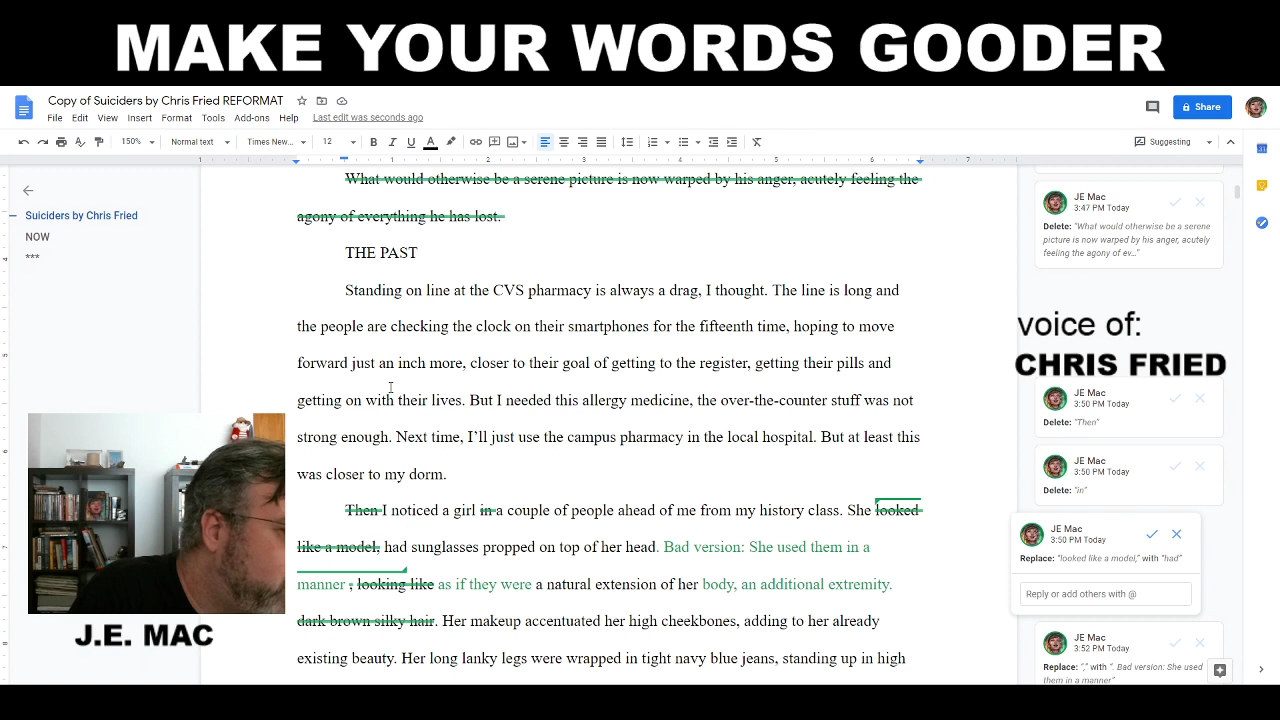 MAKE YOUR WORDS GOODER
Copy of Suiciders by Chris Fried REFORMAT
Share
File Edit View Insert Format Tools Add-ons Help Last edit was seconds ago
150% Normal text Times New... 12 B I U A Suggesting
1 1 2 3 4 5 6 7
What would otherwise be a serene picture is now warped by his anger, acutely feeling the
agony of everything he has lost.
THE PAST
Standing on line at the CVS pharmacy is always a drag, I thought. The line is long and
the people are checking the clock on their smartphones for the fifteenth time, hoping to move
forward just an inch more, closer to their goal of getting to the register, getting their pills and
getting on with their lives. But I needed this allergy medicine, the over-the-counter stuff was not
strong enough. Next time, I’ll just use the campus pharmacy in the local hospital. But at least this
was closer to my dorm.
Then I noticed a girl in a couple of people ahead of me from my history class. She looked
like a model, had sunglasses propped on top of her head. Bad version: She used them in a
manner , looking like as if they were a natural extension of her body, an additional extremity.
dark brown silky hair. Her makeup accentuated her high cheekbones, adding to her already
existing beauty. Her long lanky legs were wrapped in tight navy blue jeans, standing up in high
Suiciders by Chris Fried
NOW
***
JE Mac
3:47 PM Today
Delete: "What would otherwise be a serene
picture is now warped by his anger, acutely
feeling the agony of ev..."
voice of:
CHRIS FRIED
JE Mac
3:50 PM Today
Delete: "Then"
JE Mac
3:50 PM Today
Delete: "in"
JE Mac
3:50 PM Today
Replace: "looked like a model," with "had"
Reply or add others with @
JE Mac
3:52 PM Today
Replace: "," with ". Bad version: She used
them in a manner"
J.E. MAC